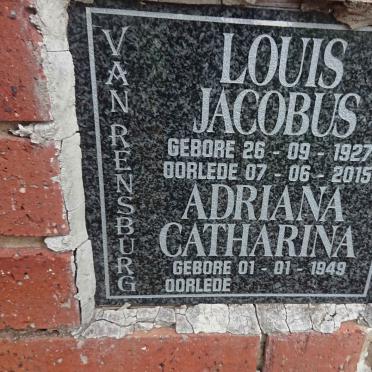 VAN RENSBURG
LOUIS
JACOBUS
GEBORE 26 - 09 - 1927
OORLEDE 07 - 06 - 2015
ADRIANA
CATHARINA
GEBORE 01 - 01 - 1949
OORLEDE